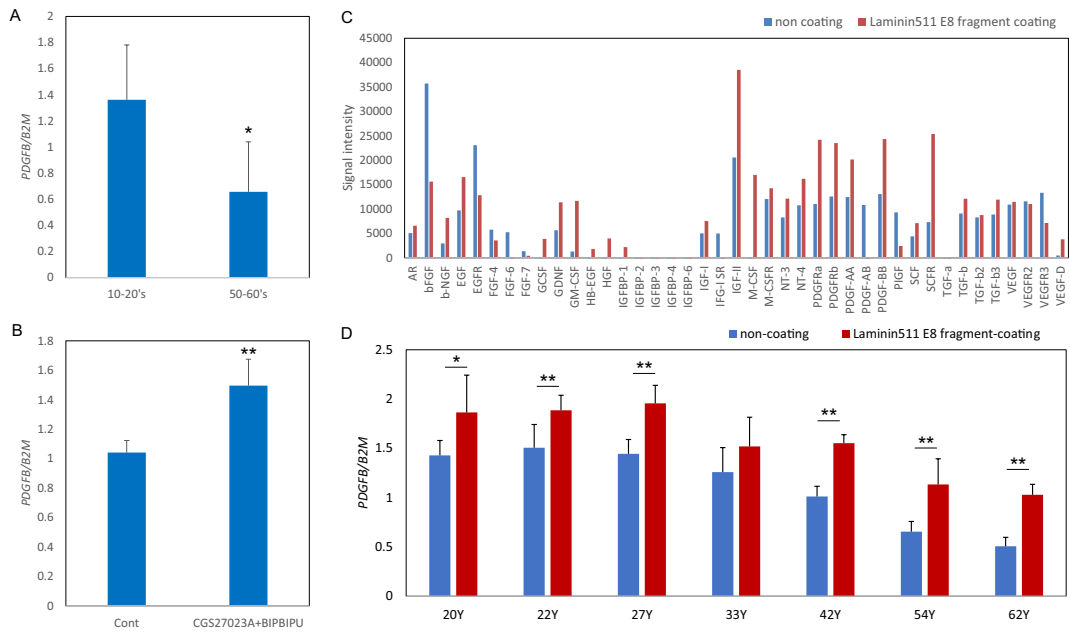 A
2
1.8
1.6
1.4
1.2
1
0.8
0.6
0.4
0.2
0
PDGFB/B2M
*
10-20's
50-60's
B
1.8
1.6
1.4
1.2
1
0.8
0.6
0.4
0.2
0
PDGFB/B2M
**
Cont
CGS27023A+BIPBIPU
C
non coating
Laminin511 E8 fragment coating
45000
40000
35000
30000
25000
20000
15000
10000
5000
0
Signal intensity
AR
bFGF
b-NGF
EGF
EGFR
FGF-4
FGF-6
FGF-7
GCSF
GDNF
GM-CSF
HB-EGF
HGF
IGFBP-1
IGFBP-2
IGFBP-3
IGFBP-4
IGFBP-6
IGF-I
IFG-I SR
IGF-II
M-CSF
M-CSFR
NT-3
NT-4
PDGFRa
PDGFRb
PDGF-AA
PDGF-AB
PDGF-BB
PIGF
SCF
SCFR
TGF-a
TGF-b
TGF-b2
TGF-b3
VEGF
VEGFR2
VEGFR3
VEGF-D
D
non-coating
Laminin511 E8 fragment-coating
2.5
2
1.5
1
0.5
0
PDGFB/B2M
*
**
**
**
**
**
20Y
22Y
27Y
33Y
42Y
54Y
62Y